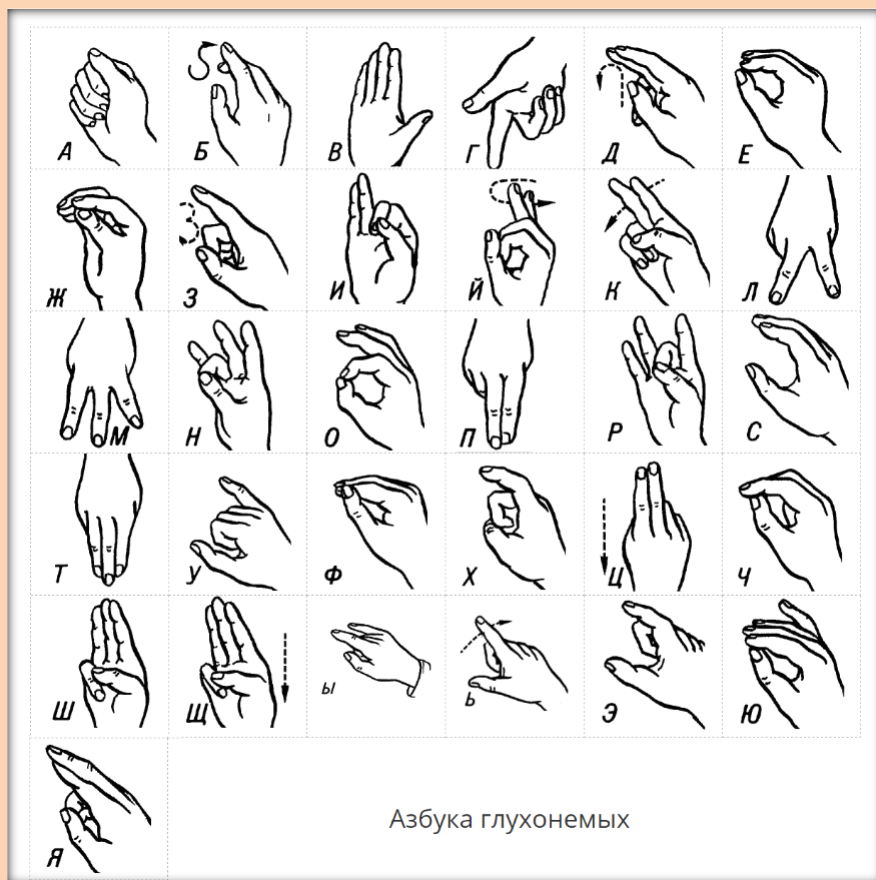 А Б В Г Д Е
Ж З И Й К Л
М Н О П Р С
Т У Ф Х Ц Ч
Ш Щ ы ь Э Ю
Я
Азбука глухонемых